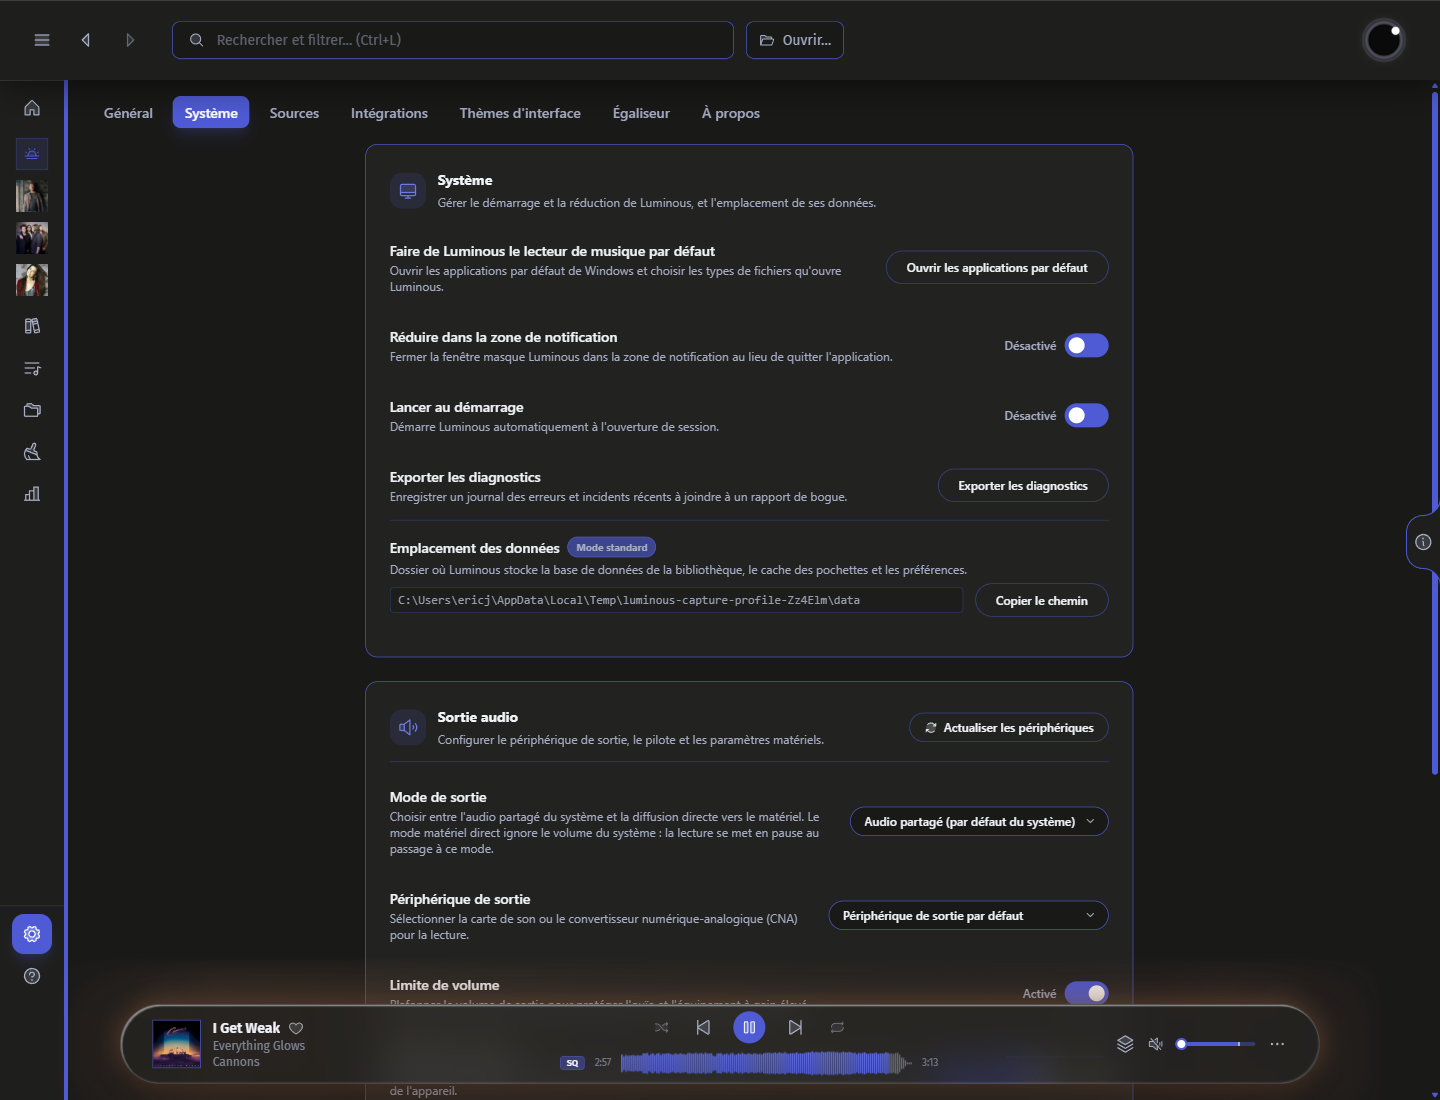 Rechercher et filtrer... (Ctrl+L)
Ouvrir...
Général
Système
Sources
Intégrations
Thèmes d'interface
Égaliseur
À propos
Système
Gérer le démarrage et la réduction de Luminous, et l'emplacement de ses données.
Faire de Luminous le lecteur de musique par défaut
Ouvrir les applications par défaut de Windows et choisir les types de fichiers qu'ouvre
Luminous.
Ouvrir les applications par défaut
Réduire dans la zone de notification
Fermer la fenêtre masque Luminous dans la zone de notification au lieu de quitter l'application.
Désactivé
Lancer au démarrage
Démarre Luminous automatiquement à l'ouverture de session.
Désactivé
Exporter les diagnostics
Enregistrer un journal des erreurs et incidents récents à joindre à un rapport de bogue.
Exporter les diagnostics
Emplacement des données
Mode standard
Dossier où Luminous stocke la base de données de la bibliothèque, le cache des pochettes et les préférences.
C:\Users\ericj\AppData\Local\Temp\luminous-capture-profile-Zz4Elm\data
Copier le chemin
Sortie audio
Configurer le périphérique de sortie, le pilote et les paramètres matériels.
Actualiser les périphériques
Mode de sortie
Choisir entre l'audio partagé du système et la diffusion directe vers le matériel. Le
mode matériel direct ignore le volume du système : la lecture se met en pause au
passage à ce mode.
Audio partagé (par défaut du système)
Périphérique de sortie
Sélectionner la carte de son ou le convertisseur numérique-analogique (CNA)
pour la lecture.
Périphérique de sortie par défaut
Limite de volume
Plafonner le volume de sortie pour protéger l'ouïe et l'équipement à gain élevé.
Activé
I Get Weak
Everything Glows
Cannons
SQ
2:57
3:13
de l'appareil.